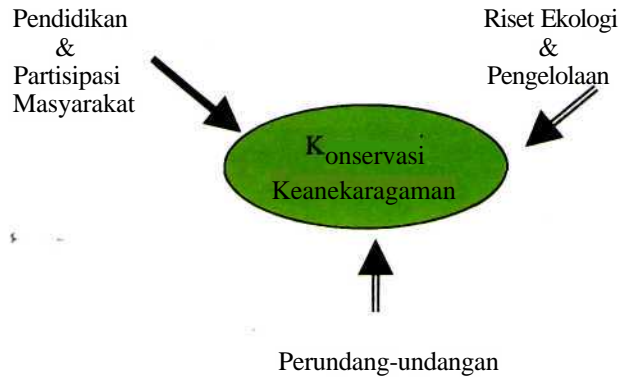 Pendidikan
&
Partisipasi
Masyarakat
Riset Ekologi
&
Pengelolaan
Konservasi
Keanekaragaman
Perundang-undangan